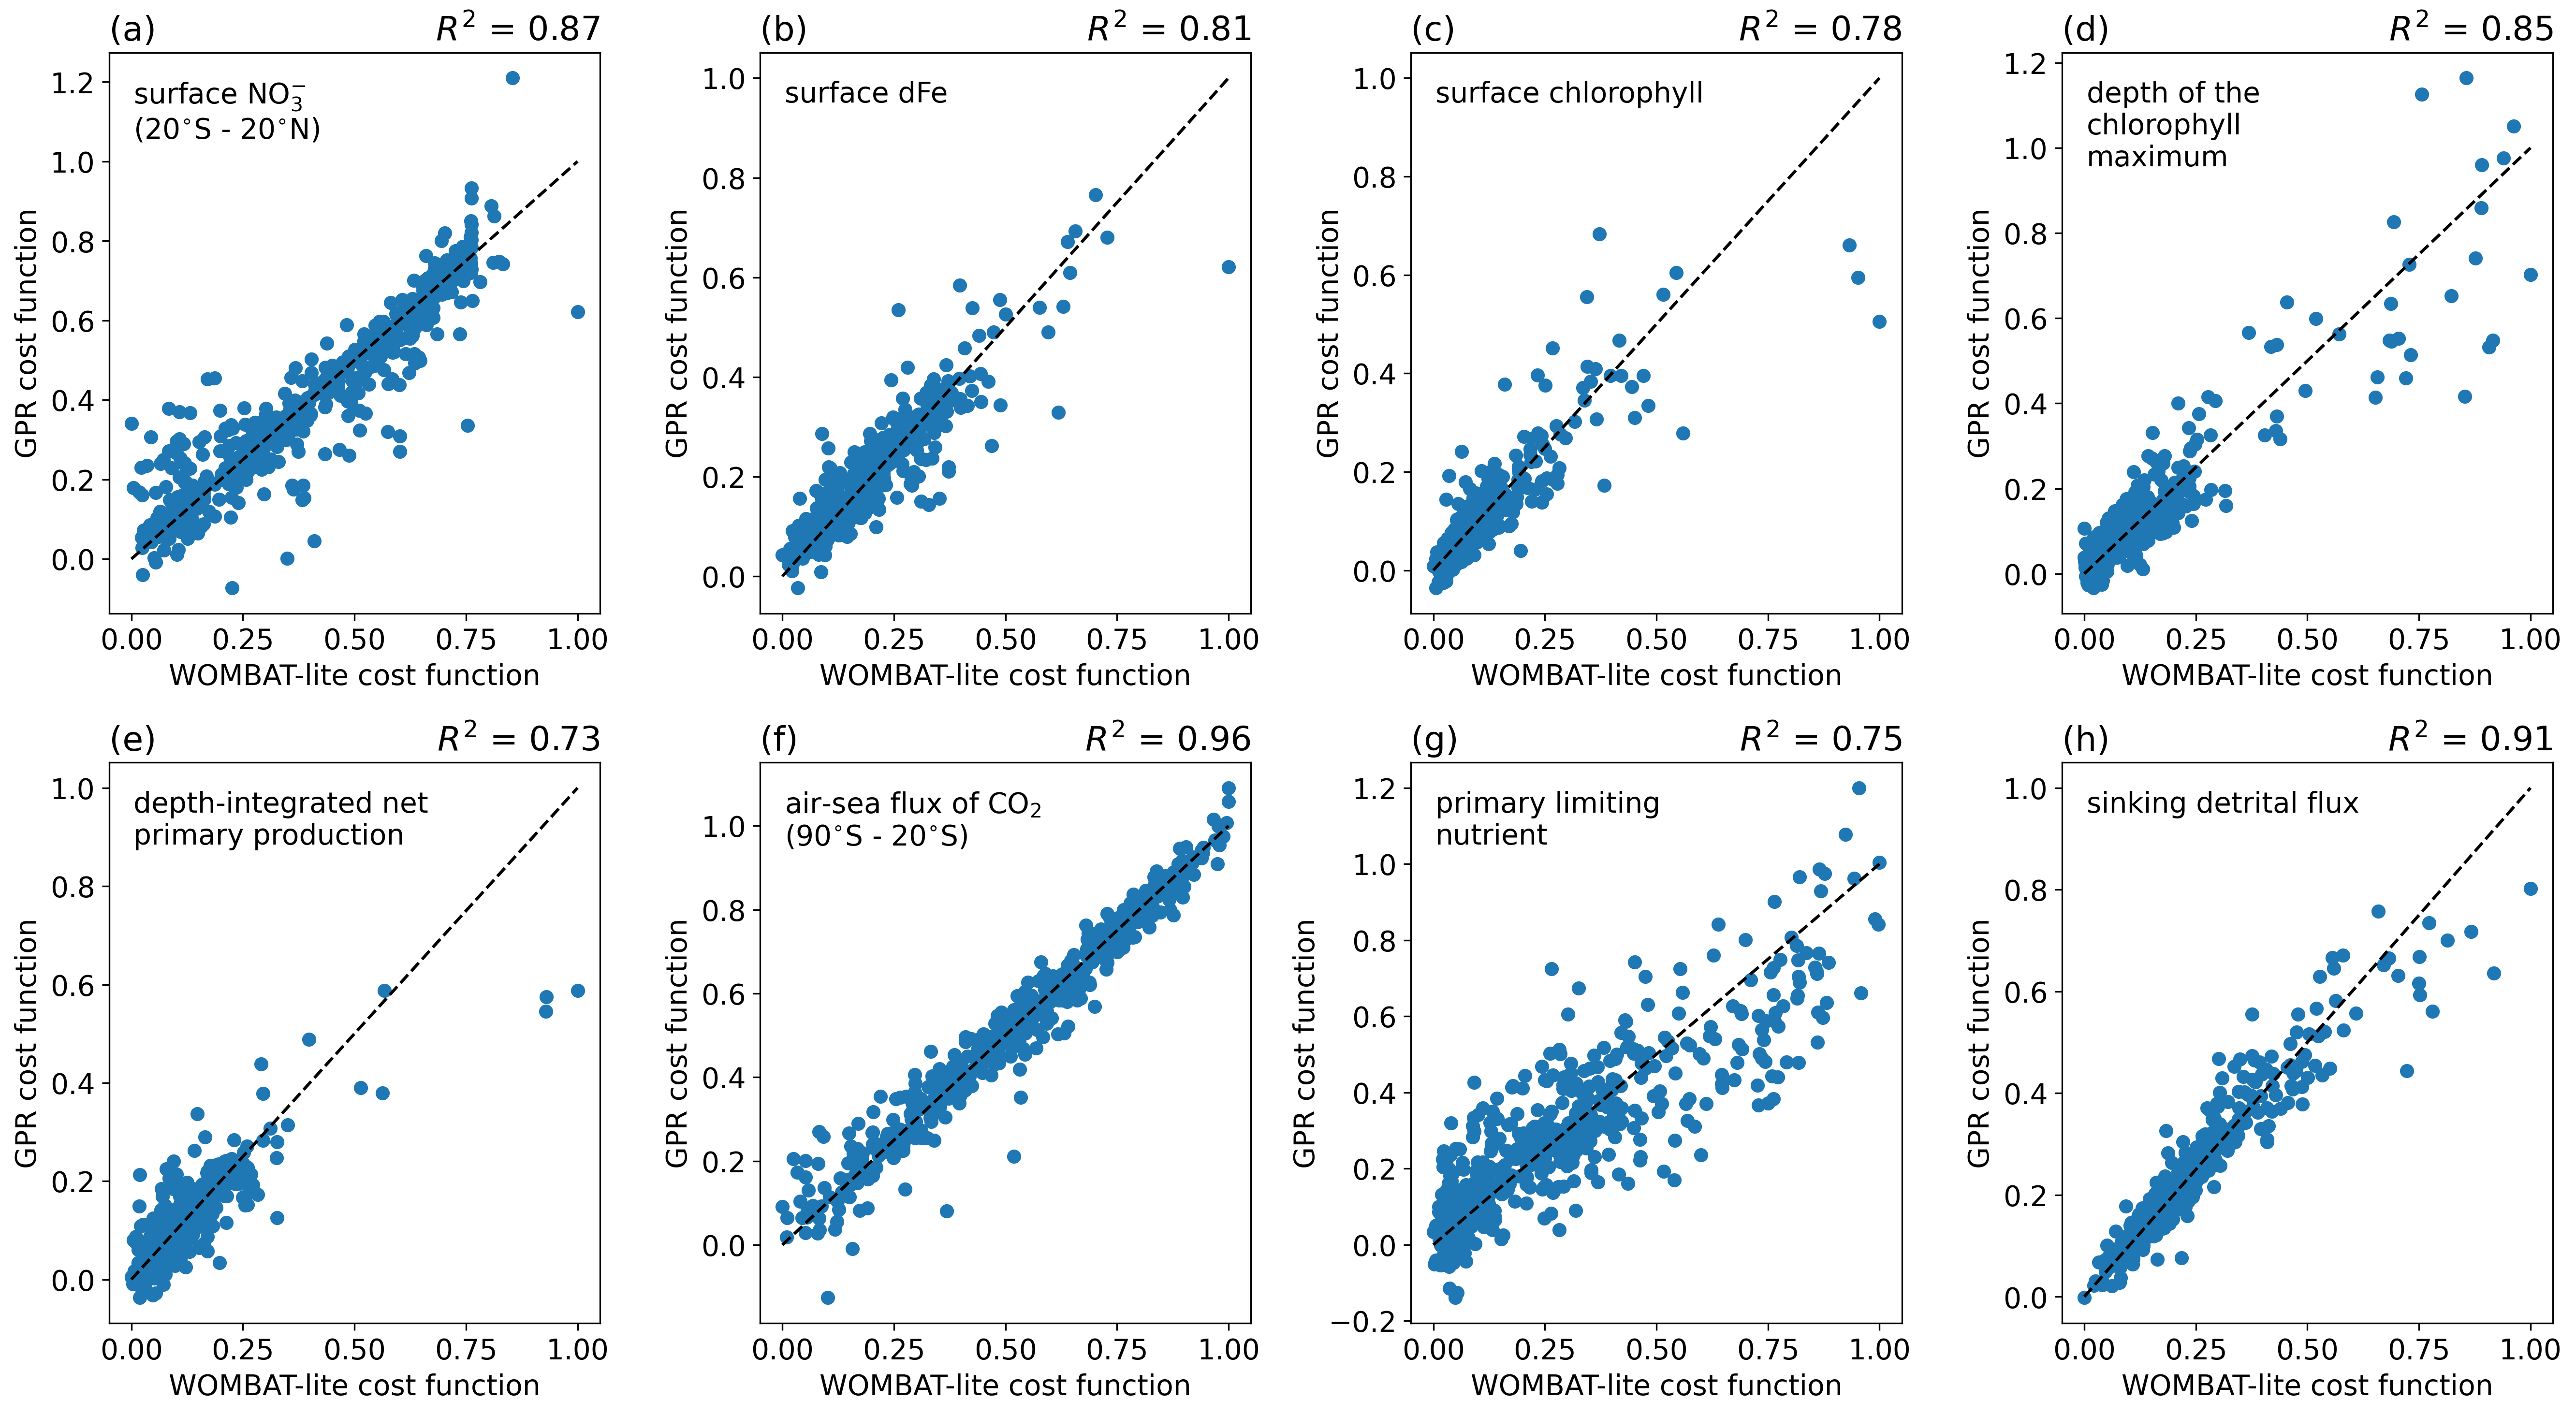 (a) R² = 0.87
surface NO₃⁻
(20°S - 20°N)
GPR cost function
1.2
1.0
0.8
0.6
0.4
0.2
0.0
0.00 0.25 0.50 0.75 1.00
WOMBAT-lite cost function
(b) R² = 0.81
surface dFe
GPR cost function
1.0
0.8
0.6
0.4
0.2
0.0
0.00 0.25 0.50 0.75 1.00
WOMBAT-lite cost function
(c) R² = 0.78
surface chlorophyll
GPR cost function
1.0
0.8
0.6
0.4
0.2
0.0
0.00 0.25 0.50 0.75 1.00
WOMBAT-lite cost function
(d) R² = 0.85
depth of the
chlorophyll
maximum
GPR cost function
1.2
1.0
0.8
0.6
0.4
0.2
0.0
0.00 0.25 0.50 0.75 1.00
WOMBAT-lite cost function
(e) R² = 0.73
depth-integrated net
primary production
GPR cost function
1.0
0.8
0.6
0.4
0.2
0.0
0.00 0.25 0.50 0.75 1.00
WOMBAT-lite cost function
(f) R² = 0.96
air-sea flux of CO₂
(90°S - 20°S)
GPR cost function
1.0
0.8
0.6
0.4
0.2
0.0
0.00 0.25 0.50 0.75 1.00
WOMBAT-lite cost function
(g) R² = 0.75
primary limiting
nutrient
GPR cost function
1.2
1.0
0.8
0.6
0.4
0.2
0.0
−0.2
0.00 0.25 0.50 0.75 1.00
WOMBAT-lite cost function
(h) R² = 0.91
sinking detrital flux
GPR cost function
1.0
0.8
0.6
0.4
0.2
0.0
0.00 0.25 0.50 0.75 1.00
WOMBAT-lite cost function